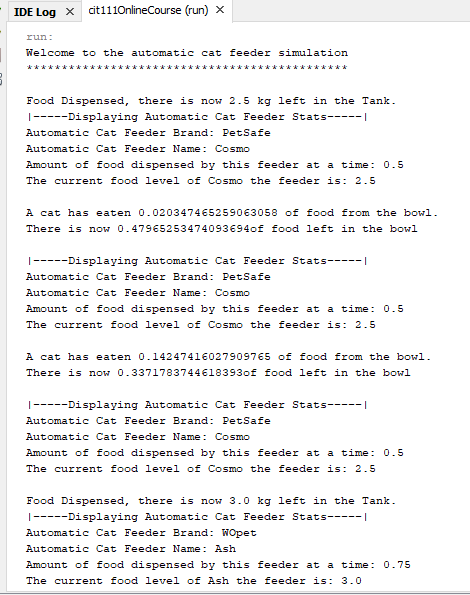 IDE Log × cit111OnlineCourse (run) ×
run:
Welcome to the automatic cat feeder simulation
**********************************************
Food Dispensed, there is now 2.5 kg left in the Tank.
|-----Displaying Automatic Cat Feeder Stats-----|
Automatic Cat Feeder Brand: PetSafe
Automatic Cat Feeder Name: Cosmo
Amount of food dispensed by this feeder at a time: 0.5
The current food level of Cosmo the feeder is: 2.5
A cat has eaten 0.020347465259063058 of food from the bowl.
There is now 0.47965253474093694of food left in the bowl
|-----Displaying Automatic Cat Feeder Stats-----|
Automatic Cat Feeder Brand: PetSafe
Automatic Cat Feeder Name: Cosmo
Amount of food dispensed by this feeder at a time: 0.5
The current food level of Cosmo the feeder is: 2.5
A cat has eaten 0.14247416027909765 of food from the bowl.
There is now 0.3371783744618393of food left in the bowl
|-----Displaying Automatic Cat Feeder Stats-----|
Automatic Cat Feeder Brand: PetSafe
Automatic Cat Feeder Name: Cosmo
Amount of food dispensed by this feeder at a time: 0.5
The current food level of Cosmo the feeder is: 2.5
Food Dispensed, there is now 3.0 kg left in the Tank.
|-----Displaying Automatic Cat Feeder Stats-----|
Automatic Cat Feeder Brand: WOpet
Automatic Cat Feeder Name: Ash
Amount of food dispensed by this feeder at a time: 0.75
The current food level of Ash the feeder is: 3.0